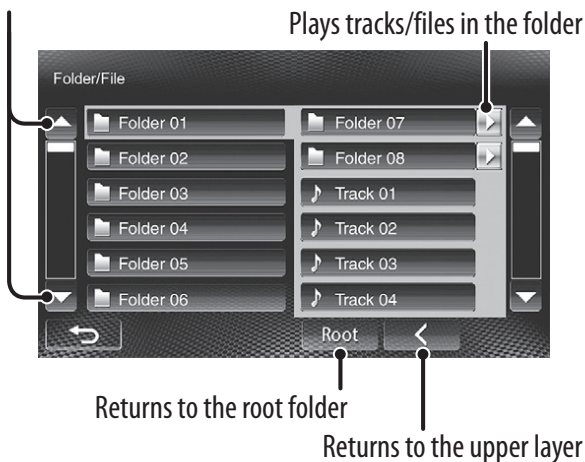 Plays tracks/files in the folder
Folder/File
Folder 01
Folder 07
Folder 02
Folder 08
Folder 03
Track 01
Folder 04
Track 02
Folder 05
Track 03
Folder 06
Track 04
Root
Returns to the root folder
Returns to the upper layer